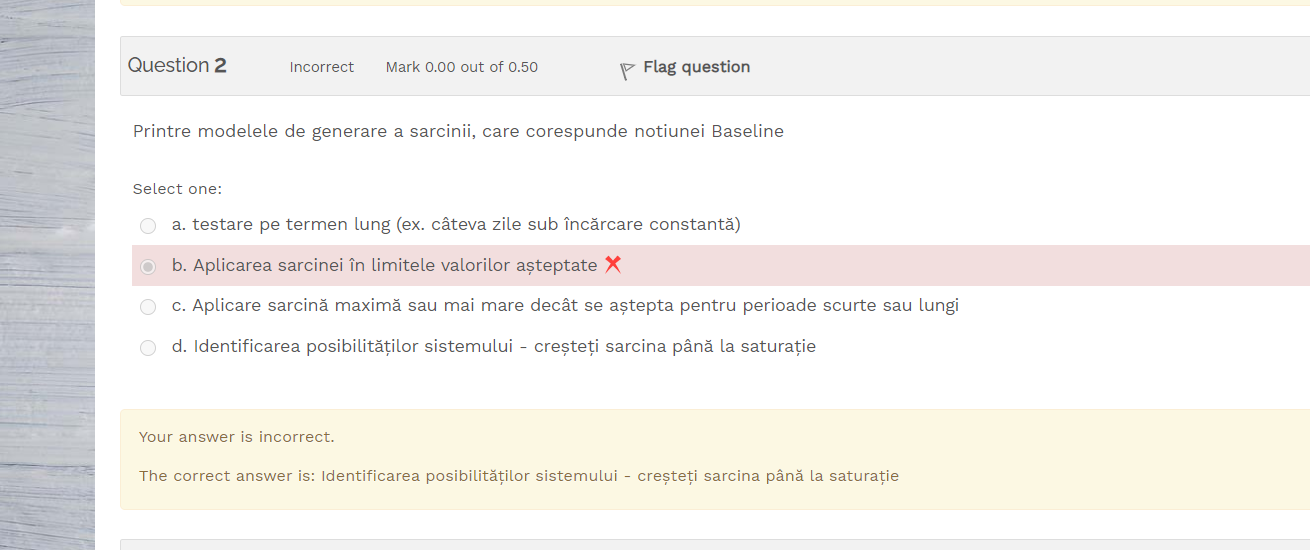 Question 2
Incorrect
Mark 0.00 out of 0.50
Flag question
Printre modelele de generare a sarcinii, care corespunde notiunei Baseline
Select one:
a. testare pe termen lung (ex. câteva zile sub încărcare constantă)
b. Aplicarea sarcinei în limitele valorilor așteptate
c. Aplicare sarcină maximă sau mai mare decât se aștepta pentru perioade scurte sau lungi
d. Identificarea posibilităților sistemului - creșteți sarcina până la saturație
Your answer is incorrect.
The correct answer is: Identificarea posibilităților sistemului - creșteți sarcina până la saturație